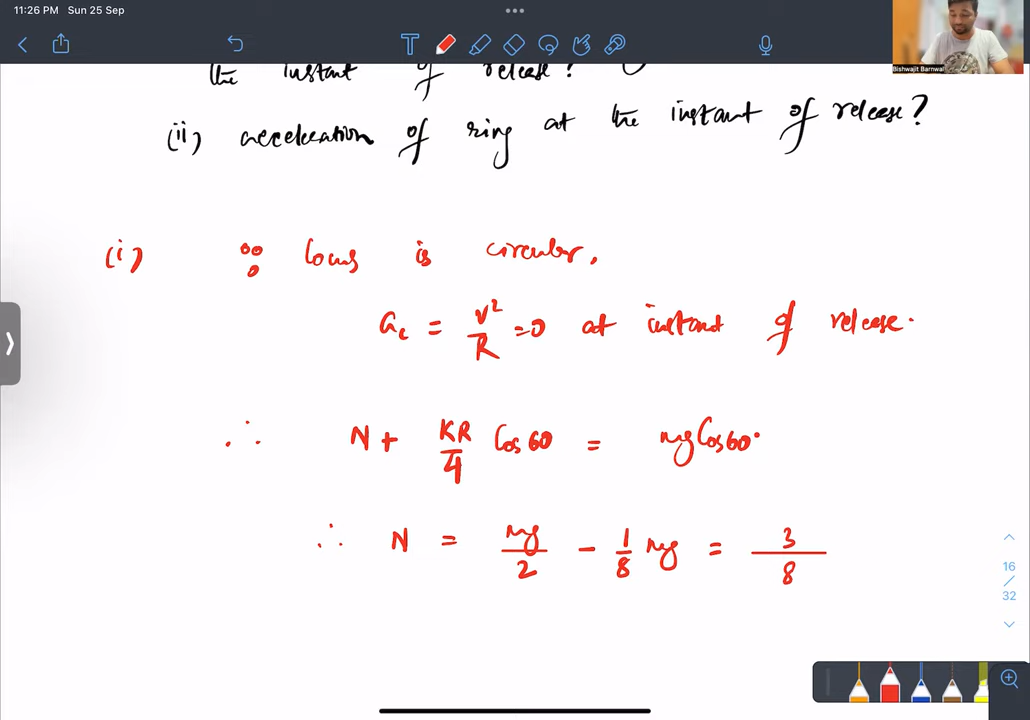 11:26 PM Sun 25 Sep
Bishwajit Barnwal
the instant of release?
(ii) acceleration of ring at the instant of release?
(i) ∵ locus is circular,
a_c = v²/R = 0 at instant of release.
∴ N + KR/4 Cos 60 = mg Cos 60°
∴ N = mg/2 - 1/8 mg = 3/8
16
/
32